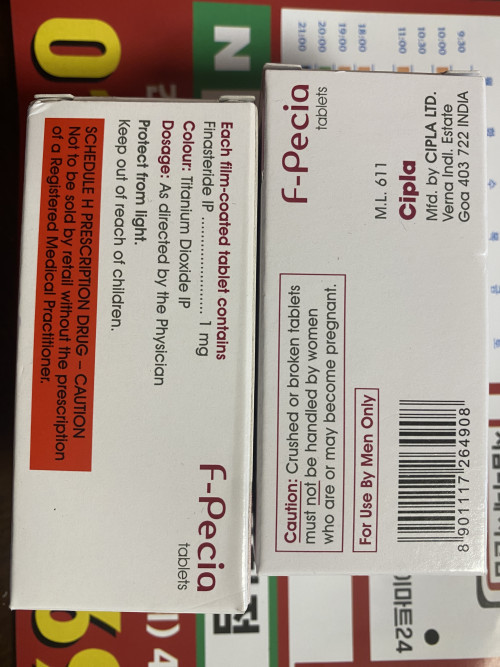 Each film-coated tablet contains
Finasteride IP ..................... 1 mg
Colour: Titanium Dioxide IP
Dosage: As directed by the Physician
Protect from light.
Keep out of reach of children.
SCHEDULE H PRESCRIPTION DRUG – CAUTION
Not to be sold by retail without the prescription
of a Registered Medical Practitioner.
F-Pecia
tablets
F-Pecia
tablets
M.L. 611
Cipla
Mfd. by CIPLA LTD.
Verna Indl. Estate
Goa 403 722 INDIA
Caution: Crushed or broken tablets
must not be handled by women
who are or may become pregnant.
For Use By Men Only
8 901117 264908
21:00
20:00
19:00
18:00
11:00
10:30
10:00
9:30
이마트24